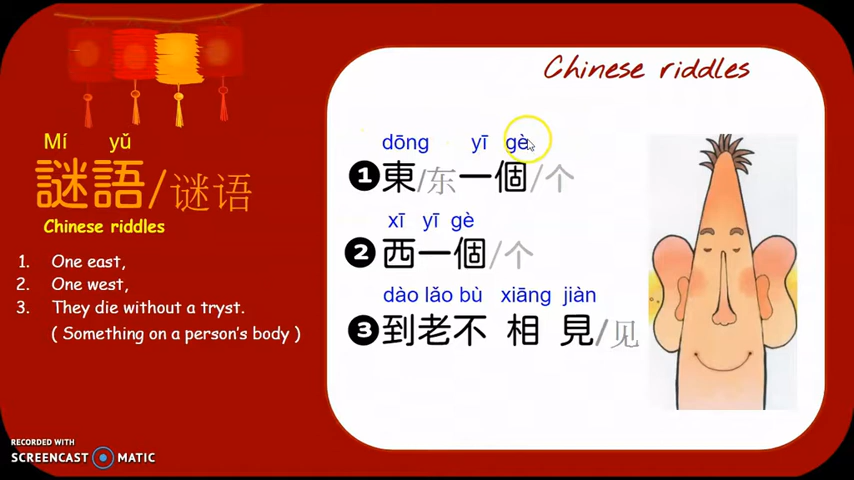 Chinese riddles
Mí yǔ
謎語/谜语
Chinese riddles
1. One east,
2. One west,
3. They die without a tryst.
( Something on a person's body )
dōng yī gè
❶東/东一個/个
xī yī gè
❷西一個/个
dào lǎo bù xiāng jiàn
❸到老不 相 見/见
RECORDED WITH
SCREENCAST MATIC